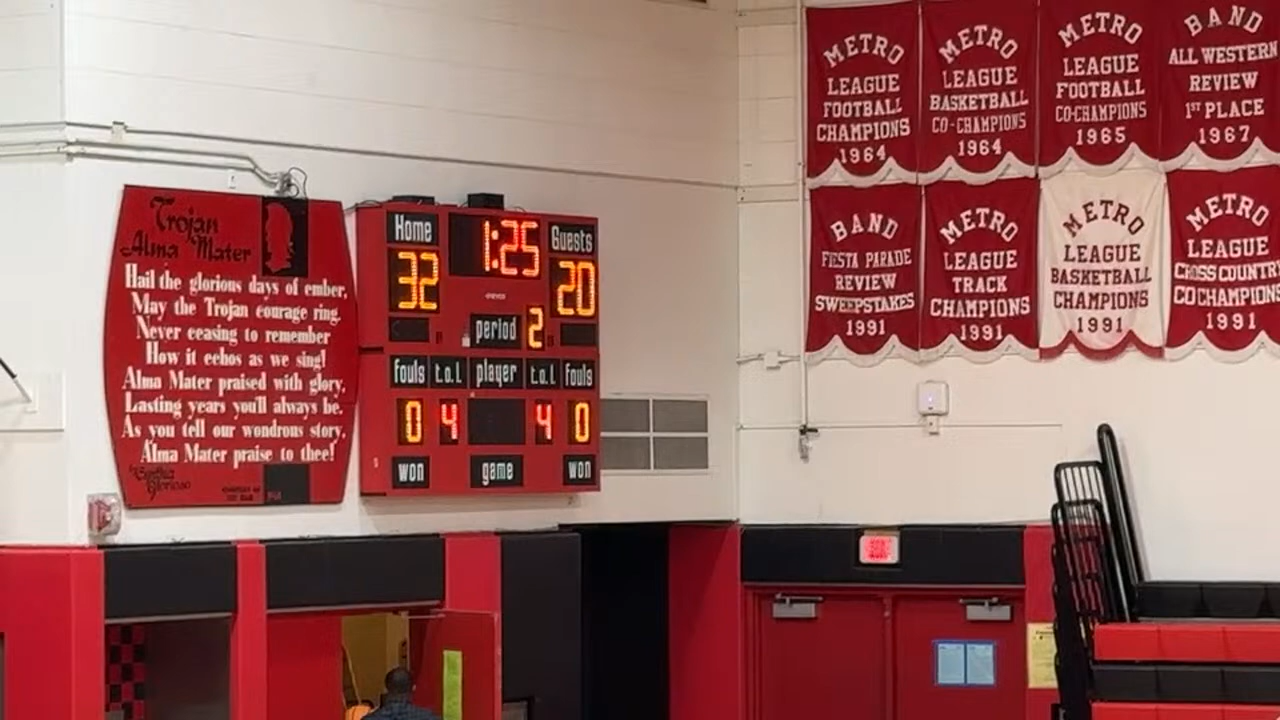 Trojan
Alma Mater
Hail the glorious days of ember,
May the Trojan courage ring.
Never ceasing to remember
How it echos as we sing!
Alma Mater praised with glory,
Lasting years you'll always be.
As you tell our wondrous story,
Alma Mater praise to thee!
Home
1:25
Guests
32
20
period 2
fouls t.o.l. player t.o.l. fouls
0 4 4 0
won game won
METRO
LEAGUE
FOOTBALL
CHAMPIONS
1964
METRO
LEAGUE
BASKETBALL
CO-CHAMPIONS
1964
METRO
LEAGUE
FOOTBALL
CO-CHAMPIONS
1965
BAND
ALL WESTERN
REVIEW
1ST PLACE
1967
BAND
FIESTA PARADE
REVIEW
SWEEPSTAKES
1991
METRO
LEAGUE
TRACK
CHAMPIONS
1991
METRO
LEAGUE
BASKETBALL
CHAMPIONS
1991
METRO
LEAGUE
CROSS COUNTRY
CO CHAMPIONS
1991
EXIT